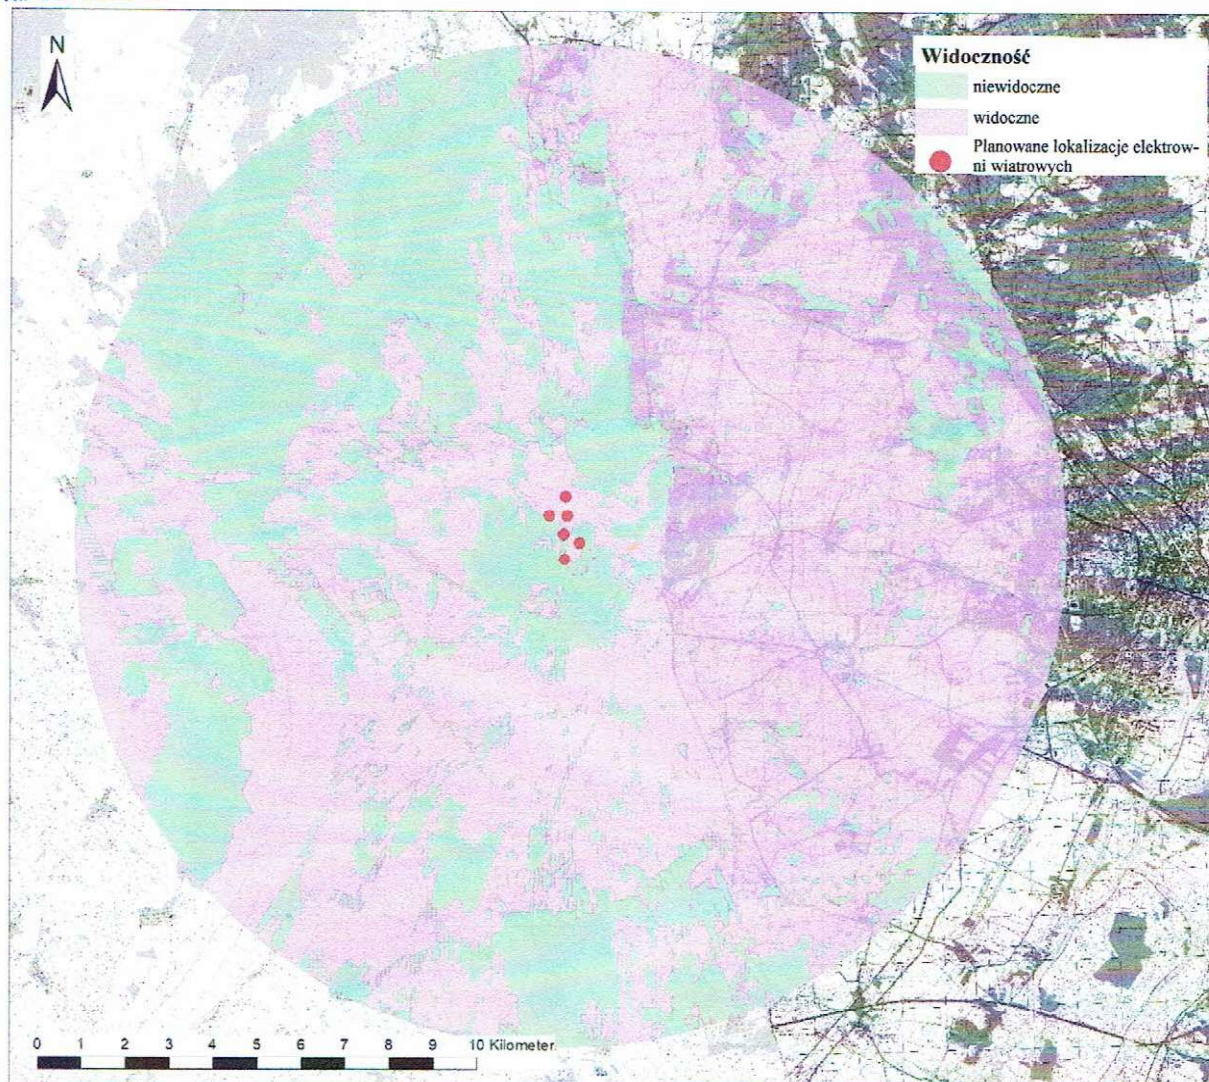 N
Widoczność
niewidoczne
widoczne
Planowane lokalizacje elektrow-
ni wiatrowych
0 1 2 3 4 5 6 7 8 9 10 Kilometer